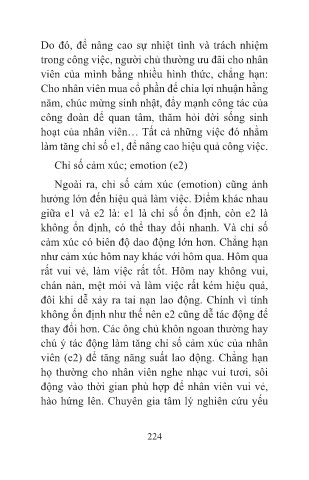 Do đó, để nâng cao sự nhiệt tình và trách nhiệm
trong công việc, người chủ thường ưu đãi cho nhân
viên của mình bằng nhiều hình thức, chẳng hạn:
Cho nhân viên mua cổ phần để chia lợi nhuận hằng
năm, chúc mừng sinh nhật, đẩy mạnh công tác của
công đoàn để quan tâm, thăm hỏi đời sống sinh
hoạt của nhân viên… Tất cả những việc đó nhằm
làm tăng chỉ số e1, để nâng cao hiệu quả công việc.
Chỉ số cảm xúc; emotion (e2)
Ngoài ra, chỉ số cảm xúc (emotion) cũng ảnh
hưởng lớn đến hiệu quả làm việc. Điểm khác nhau
giữa e1 và e2 là: e1 là chỉ số ổn định, còn e2 là
không ổn định, có thể thay đổi nhanh. Và chỉ số
cảm xúc có biên độ dao động lớn hơn. Chẳng hạn
như cảm xúc hôm nay khác với hôm qua. Hôm qua
rất vui vẻ, làm việc rất tốt. Hôm nay không vui,
chán nản, mệt mỏi và làm việc rất kém hiệu quả,
đôi khi dễ xảy ra tai nạn lao động. Chính vì tính
không ổn định như thế nên e2 cũng dễ tác động để
thay đổi hơn. Các ông chủ khôn ngoan thường hay
chú ý tác động làm tăng chỉ số cảm xúc của nhân
viên (e2) để tăng năng suất lao động. Chẳng hạn
họ thường cho nhân viên nghe nhạc vui tươi, sôi
động vào thời gian phù hợp để nhân viên vui vẻ,
hào hứng lên. Chuyên gia tâm lý nghiên cứu yếu
224